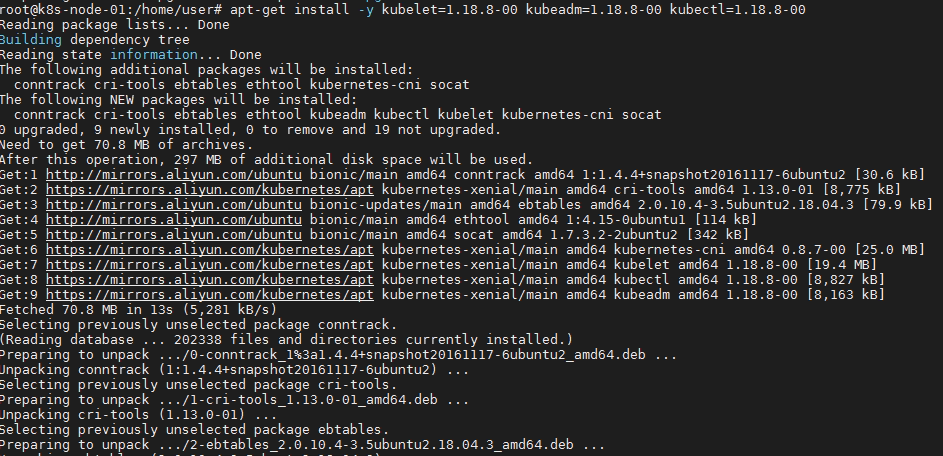 root@k8s-node-01:/home/user# apt-get install -y kubelet=1.18.8-00 kubeadm=1.18.8-00 kubectl=1.18.8-00
Reading package lists... Done
Building dependency tree
Reading state information... Done
The following additional packages will be installed:
  conntrack cri-tools ebtables ethtool kubernetes-cni socat
The following NEW packages will be installed:
  conntrack cri-tools ebtables ethtool kubeadm kubectl kubelet kubernetes-cni socat
0 upgraded, 9 newly installed, 0 to remove and 19 not upgraded.
Need to get 70.8 MB of archives.
After this operation, 297 MB of additional disk space will be used.
Get:1 http://mirrors.aliyun.com/ubuntu bionic/main amd64 conntrack amd64 1:1.4.4+snapshot20161117-6ubuntu2 [30.6 kB]
Get:2 https://mirrors.aliyun.com/kubernetes/apt kubernetes-xenial/main amd64 cri-tools amd64 1.13.0-01 [8,775 kB]
Get:3 http://mirrors.aliyun.com/ubuntu bionic-updates/main amd64 ebtables amd64 2.0.10.4-3.5ubuntu2.18.04.3 [79.9 kB]
Get:4 http://mirrors.aliyun.com/ubuntu bionic/main amd64 ethtool amd64 1:4.15-0ubuntu1 [114 kB]
Get:5 http://mirrors.aliyun.com/ubuntu bionic/main amd64 socat amd64 1.7.3.2-2ubuntu2 [342 kB]
Get:6 https://mirrors.aliyun.com/kubernetes/apt kubernetes-xenial/main amd64 kubernetes-cni amd64 0.8.7-00 [25.0 MB]
Get:7 https://mirrors.aliyun.com/kubernetes/apt kubernetes-xenial/main amd64 kubelet amd64 1.18.8-00 [19.4 MB]
Get:8 https://mirrors.aliyun.com/kubernetes/apt kubernetes-xenial/main amd64 kubectl amd64 1.18.8-00 [8,827 kB]
Get:9 https://mirrors.aliyun.com/kubernetes/apt kubernetes-xenial/main amd64 kubeadm amd64 1.18.8-00 [8,163 kB]
Fetched 70.8 MB in 13s (5,281 kB/s)
Selecting previously unselected package conntrack.
(Reading database ... 202338 files and directories currently installed.)
Preparing to unpack .../0-conntrack_1%3a1.4.4+snapshot20161117-6ubuntu2_amd64.deb ...
Unpacking conntrack (1:1.4.4+snapshot20161117-6ubuntu2) ...
Selecting previously unselected package cri-tools.
Preparing to unpack .../1-cri-tools_1.13.0-01_amd64.deb ...
Unpacking cri-tools (1.13.0-01) ...
Selecting previously unselected package ebtables.
Preparing to unpack .../2-ebtables_2.0.10.4-3.5ubuntu2.18.04.3_amd64.deb ...